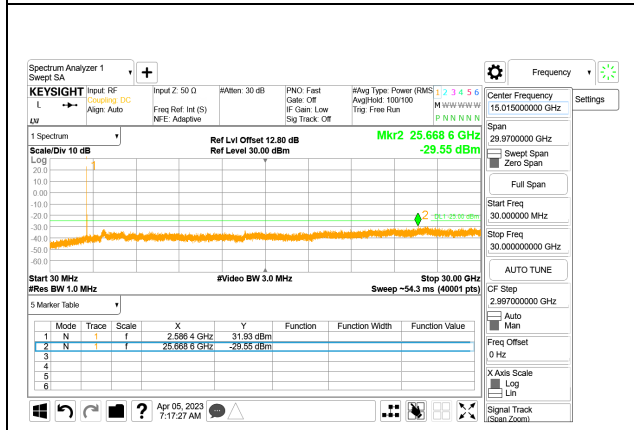 Spectrum Analyzer 1
Swept SA
+
Frequency
KEYSIGHT
Input: RF
Coupling: DC
Align: Auto
Input Z: 50 Ω
Freq Ref: Int (S)
NFE: Adaptive
#Atten: 30 dB
PNO: Fast
Gate: Off
IF Gain: Low
Sig Track: Off
#Avg Type: Power (RMS
Avg|Hold: 100/100
Trig: Free Run
1 2 3 4 5 6
M W W W W W
P N N N N N
L
LXI
Center Frequency
15.015000000 GHz
Settings
Span
29.9700000 GHz
Swept Span
Zero Span
Full Span
Start Freq
30.000000 MHz
Stop Freq
30.000000000 GHz
AUTO TUNE
CF Step
2.997000000 GHz
Auto
Man
Freq Offset
0 Hz
X Axis Scale
Log
Lin
Signal Track
(Span Zoom)
1 Spectrum
Scale/Div 10 dB
Ref Lvl Offset 12.80 dB
Ref Level 30.00 dBm
Mkr2 25.668 6 GHz
-29.55 dBm
Log
20.0
10.0
0.00
-10.0
-20.0
-30.0
-40.0
-50.0
-60.0
1
2
DL1 -25.00 dBm
Start 30 MHz
#Video BW 3.0 MHz
Stop 30.00 GHz
#Res BW 1.0 MHz
Sweep ~54.3 ms (40001 pts)
5 Marker Table
Mode Trace Scale X Y Function Function Width Function Value
1 N 1 f 2.586 4 GHz 31.93 dBm
2 N 1 f 25.668 6 GHz -29.55 dBm
3
4
5
6
?
Apr 05, 2023
7:17:27 AM